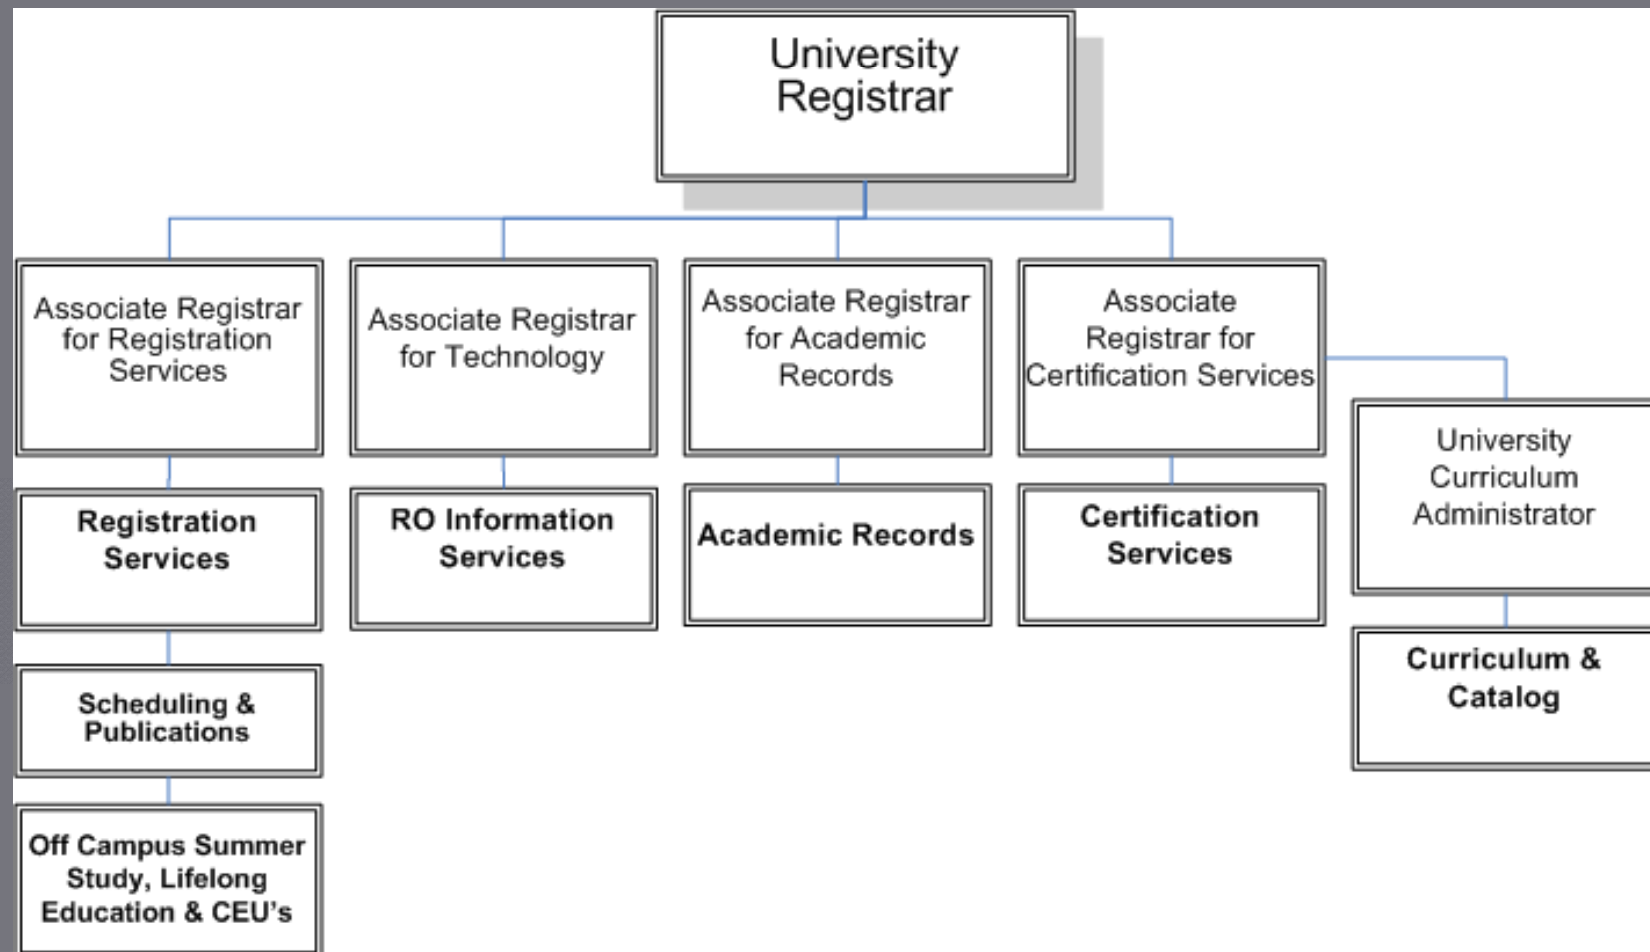 University
Registrar
Associate Registrar
for Registration
Services
Associate Registrar
for Technology
Associate Registrar
for Academic
Records
Associate
Registrar for
Certification Services
University
Curriculum
Administrator
Registration
Services
RO Information
Services
Academic Records
Certification
Services
Curriculum &
Catalog
Scheduling &
Publications
Off Campus Summer
Study, Lifelong
Education & CEU's